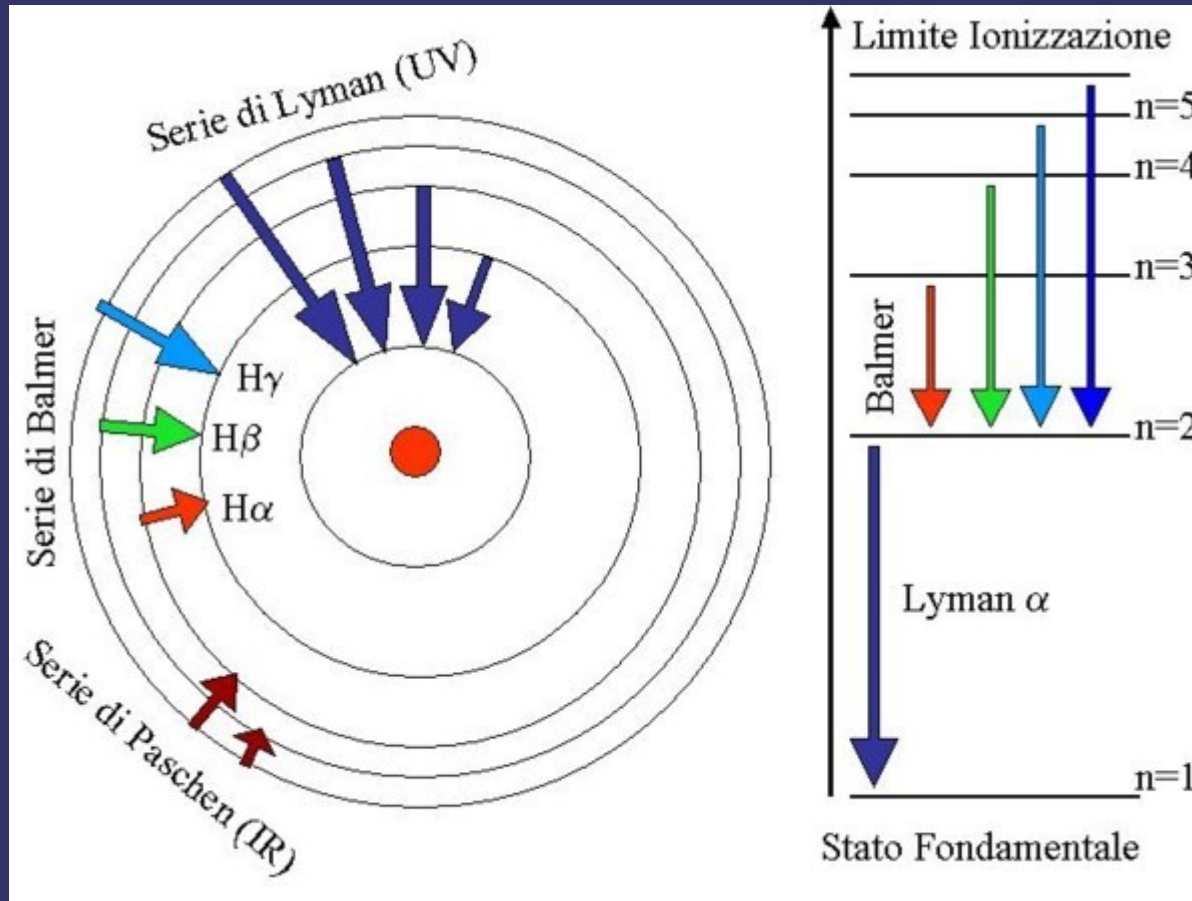 Serie di Lyman (UV)
Serie di Balmer
Hγ
Hβ
Hα
Serie di Paschen (IR)
Limite Ionizzazione
n=5
n=4
n=3
Balmer
n=2
Lyman α
n=1
Stato Fondamentale